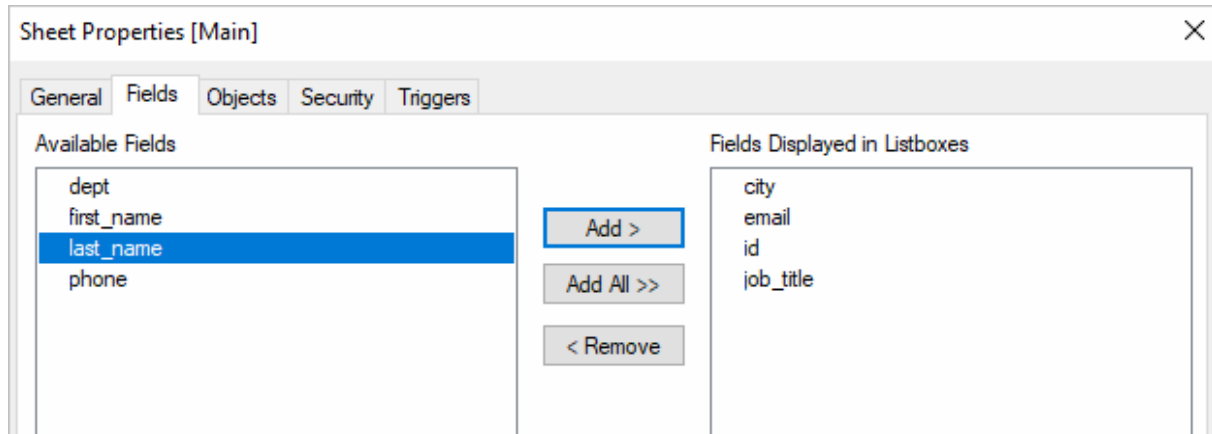 Sheet Properties [Main]
General Fields Objects Security Triggers
Available Fields
dept
first_name
last_name
phone
Add >
Add All >>
< Remove
Fields Displayed in Listboxes
city
email
id
job_title